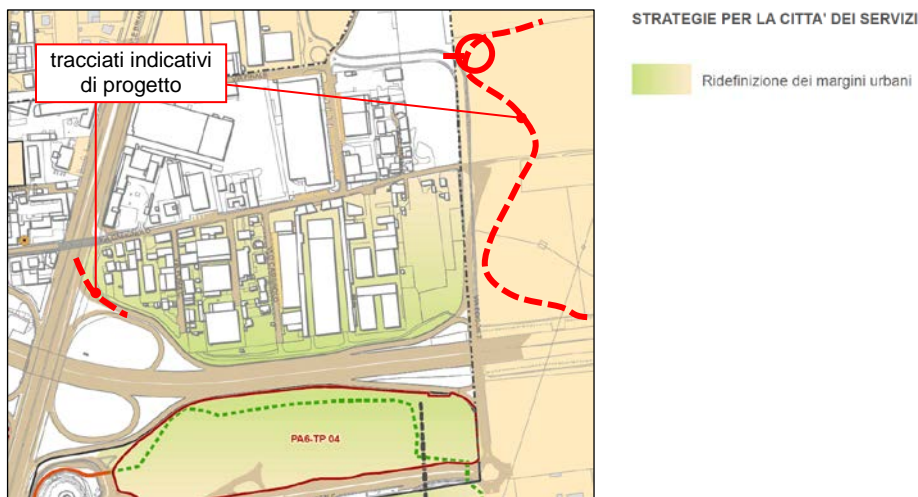 STRATEGIE PER LA CITTA' DEI SERVIZI
tracciati indicativi
di progetto
Ridefinizione dei margini urbani
PA6-TP 04